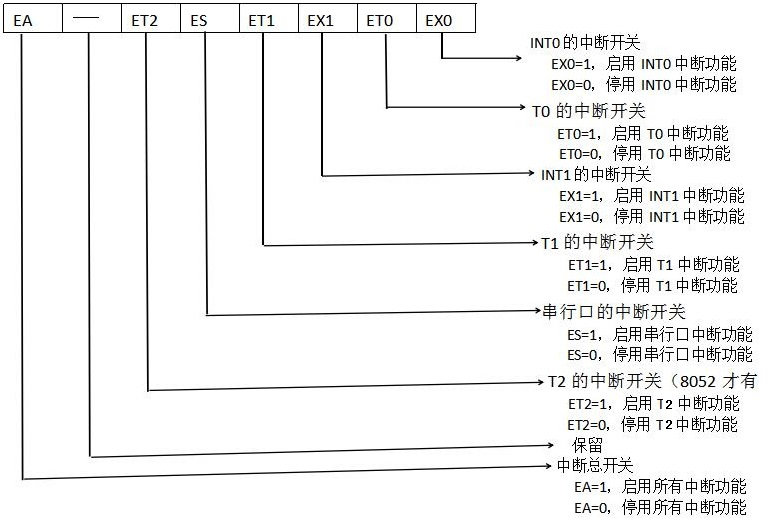 EA — ET2 ES ET1 EX1 ET0 EX0
INT0的中断开关
EX0=1，启用 INT0 中断功能
EX0=0，停用 INT0 中断功能
T0 的中断开关
ET0=1，启用 T0 中断功能
ET0=0，停用 T0 中断功能
INT1的中断开关
EX1=1，启用 INT1 中断功能
EX1=0，停用 INT1 中断功能
T1 的中断开关
ET1=1，启用 T1 中断功能
ET1=0，停用 T1 中断功能
串行口的中断开关
ES=1，启用串行口中断功能
ES=0，停用串行口中断功能
T2 的中断开关（8052 才有
ET2=1，启用 T2 中断功能
ET2=0，停用 T2 中断功能
保留
中断总开关
EA=1，启用所有中断功能
EA=0，停用所有中断功能